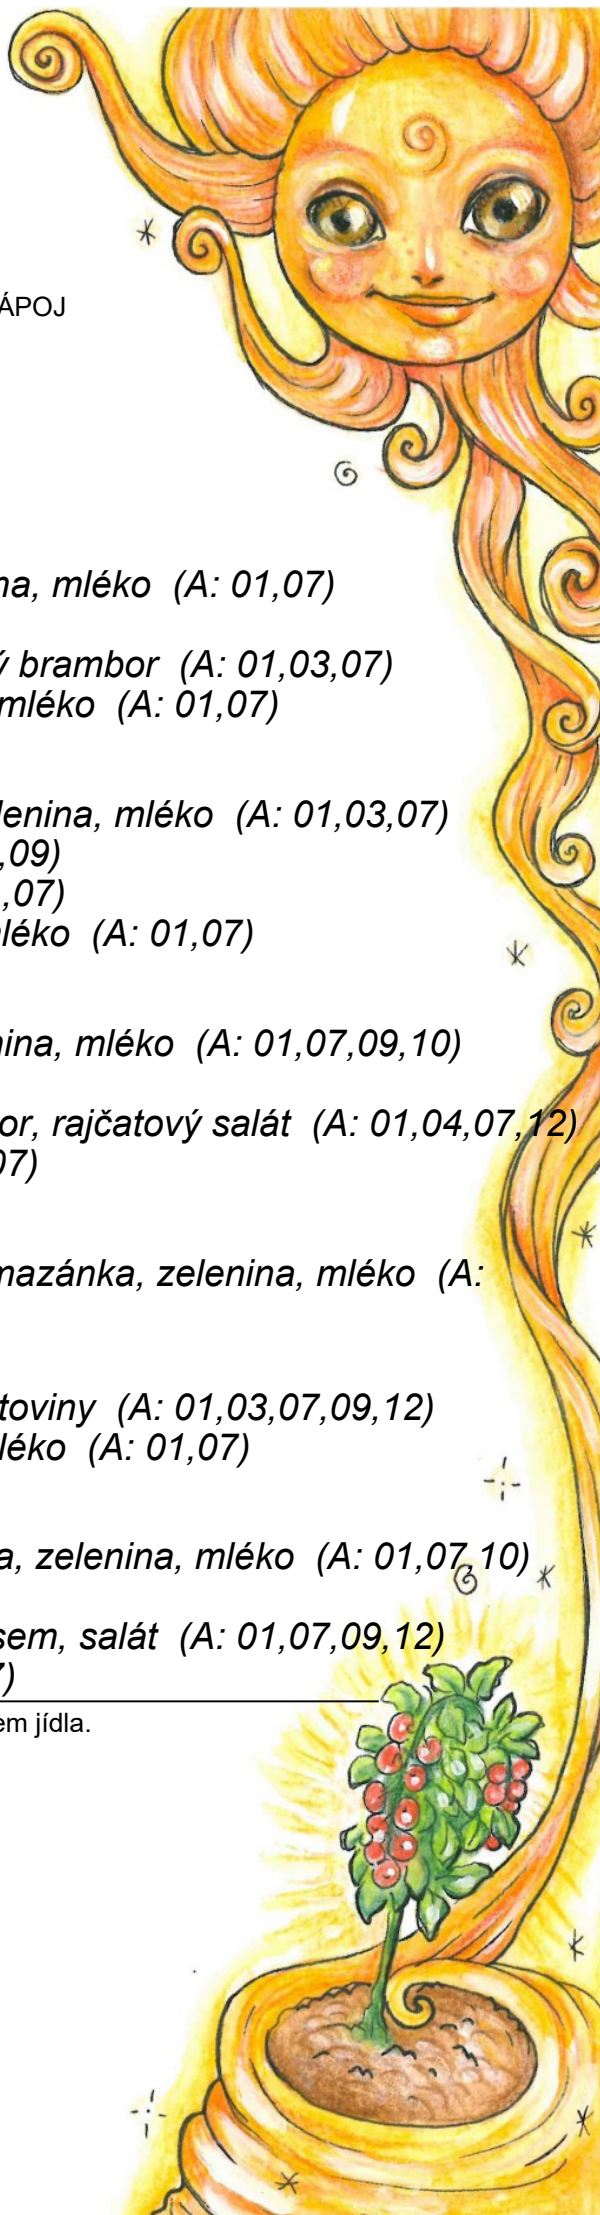 ÁPOJ
na, mléko (A: 01,07)
ý brambor (A: 01,03,07)
mléko (A: 01,07)
lenina, mléko (A: 01,03,07)
,09)
,07)
léko (A: 01,07)
nina, mléko (A: 01,07,09,10)
or, rajčatový salát (A: 01,04,07,12)
07)
mazánka, zelenina, mléko (A:
toviny (A: 01,03,07,09,12)
léko (A: 01,07)
a, zelenina, mléko (A: 01,07,10)
sem, salát (A: 01,07,09,12)
7)
em jídla.